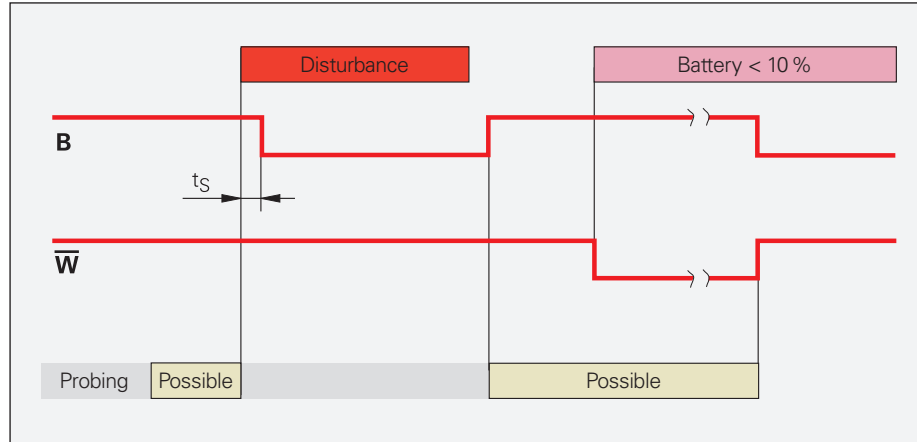 Disturbance
Battery < 10 %
B
tS
W̅
Probing
Possible
Possible